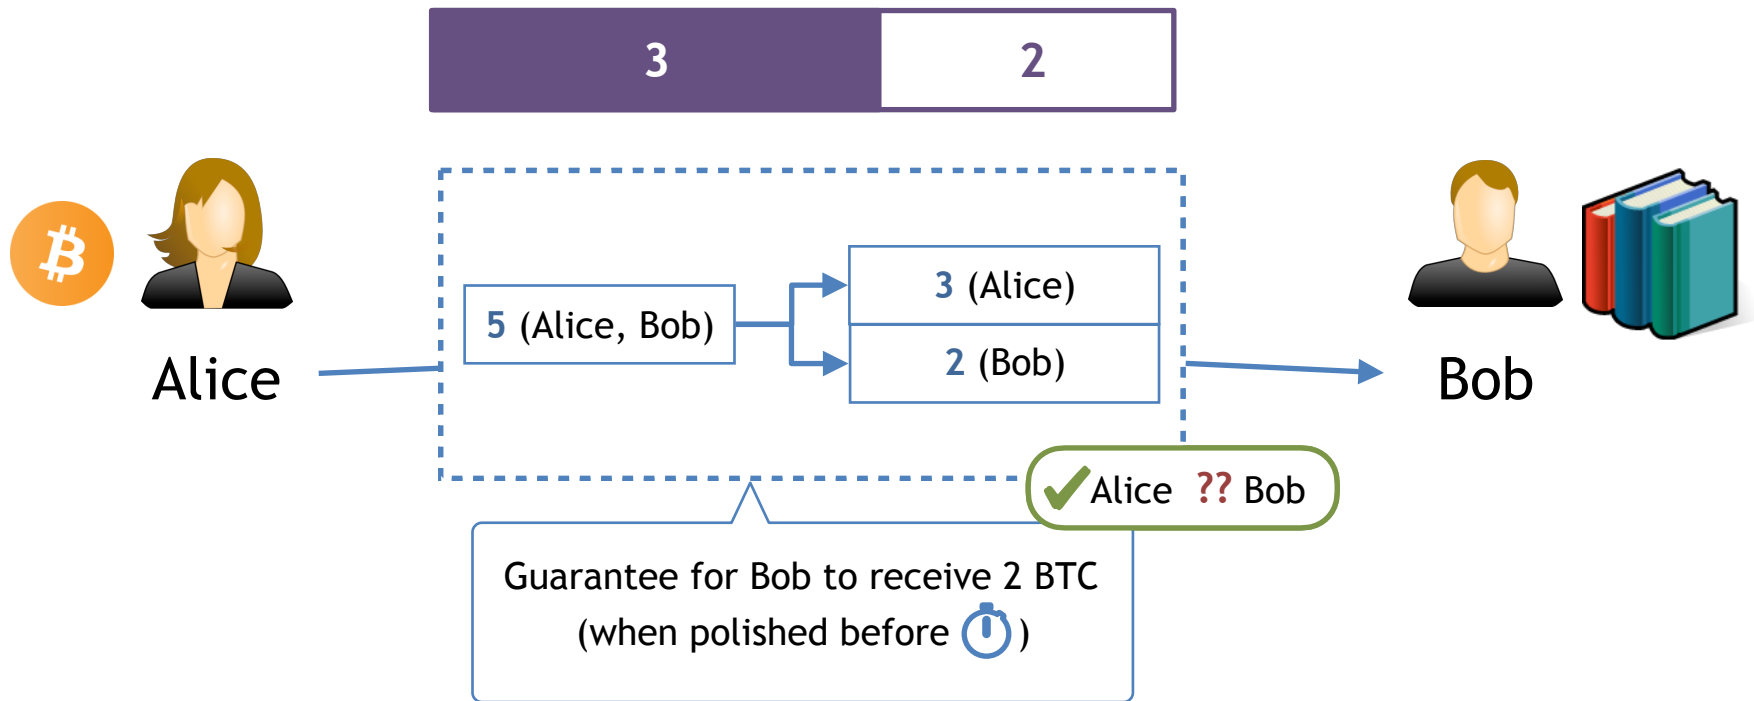 3 2
3 (Alice)
5 (Alice, Bob)
2 (Bob)
Alice
Bob
Alice ?? Bob
Guarantee for Bob to receive 2 BTC
(when polished before )